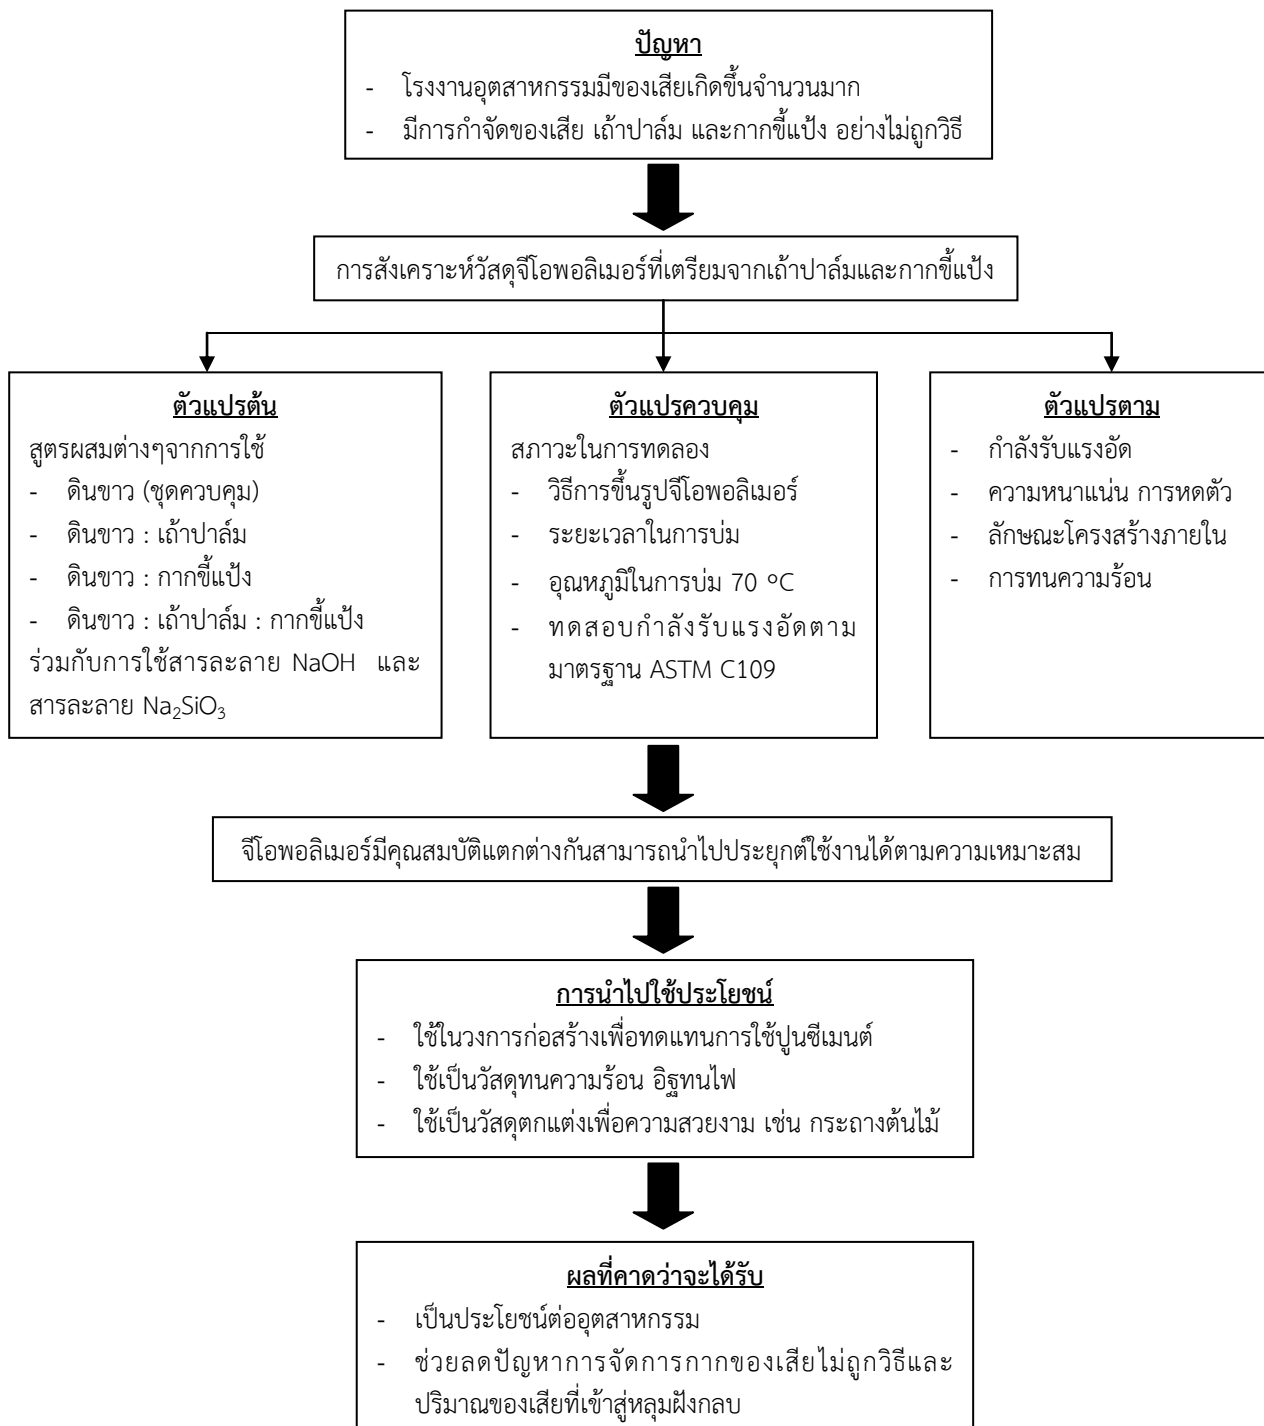 ปัญหา
- โรงงานอุตสาหกรรมมีของเสียเกิดขึ้นจำนวนมาก
- มีการกำจัดของเสีย เถ้าปาล์ม และกากขี้แป้ง อย่างไม่ถูกวิธี
การสังเคราะห์วัสดุจีโอพอลิเมอร์ที่เตรียมจากเถ้าปาล์มและกากขี้แป้ง
ตัวแปรต้น
สูตรผสมต่างๆจากการใช้
- ดินขาว (ชุดควบคุม)
- ดินขาว : เถ้าปาล์ม
- ดินขาว : กากขี้แป้ง
- ดินขาว : เถ้าปาล์ม : กากขี้แป้ง
ร่วมกับการใช้สารละลาย NaOH และ
สารละลาย Na₂SiO₃
ตัวแปรควบคุม
สภาวะในการทดลอง
- วิธีการขึ้นรูปจีโอพอลิเมอร์
- ระยะเวลาในการบ่ม
- อุณหภูมิในการบ่ม 70 ºC
- ทดสอบกำลังรับแรงอัดตาม
มาตรฐาน ASTM C109
ตัวแปรตาม
- กำลังรับแรงอัด
- ความหนาแน่น การหดตัว
- ลักษณะโครงสร้างภายใน
- การทนความร้อน
จีโอพอลิเมอร์มีคุณสมบัติแตกต่างกันสามารถนำไปประยุกต์ใช้งานได้ตามความเหมาะสม
การนำไปใช้ประโยชน์
- ใช้ในวงการก่อสร้างเพื่อทดแทนการใช้ปูนซีเมนต์
- ใช้เป็นวัสดุทนความร้อน อิฐทนไฟ
- ใช้เป็นวัสดุตกแต่งเพื่อความสวยงาม เช่น กระถางต้นไม้
ผลที่คาดว่าจะได้รับ
- เป็นประโยชน์ต่ออุตสาหกรรม
- ช่วยลดปัญหาการจัดการกากของเสียไม่ถูกวิธีและ
ปริมาณของเสียที่เข้าสู่หลุมฝังกลบ